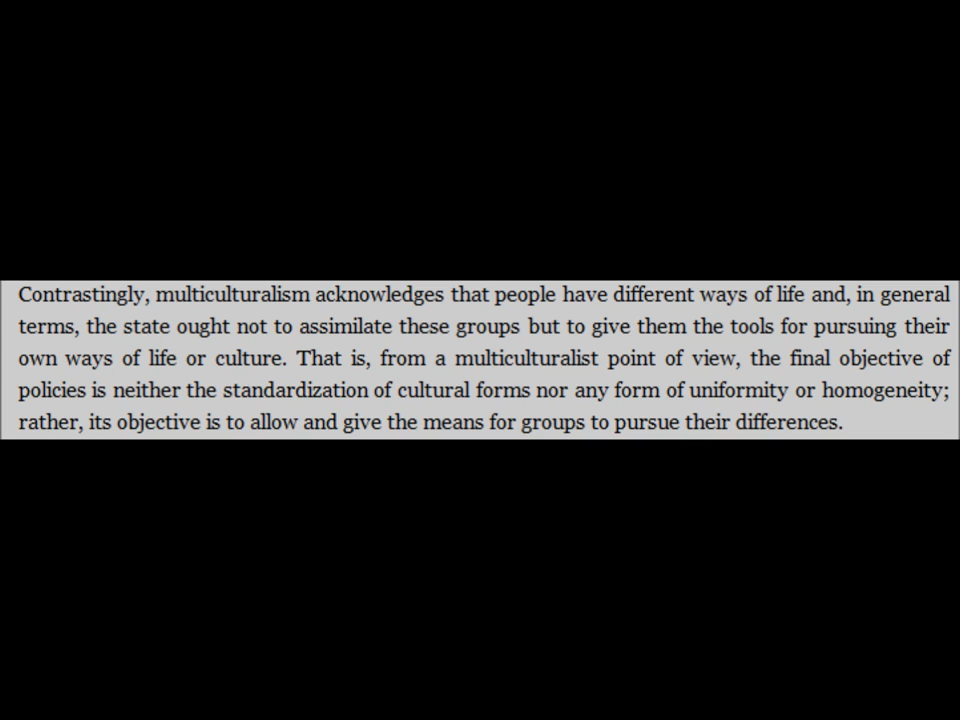 Contrastingly, multiculturalism acknowledges that people have different ways of life and, in general
terms, the state ought not to assimilate these groups but to give them the tools for pursuing their
own ways of life or culture. That is, from a multiculturalist point of view, the final objective of
policies is neither the standardization of cultural forms nor any form of uniformity or homogeneity;
rather, its objective is to allow and give the means for groups to pursue their differences.